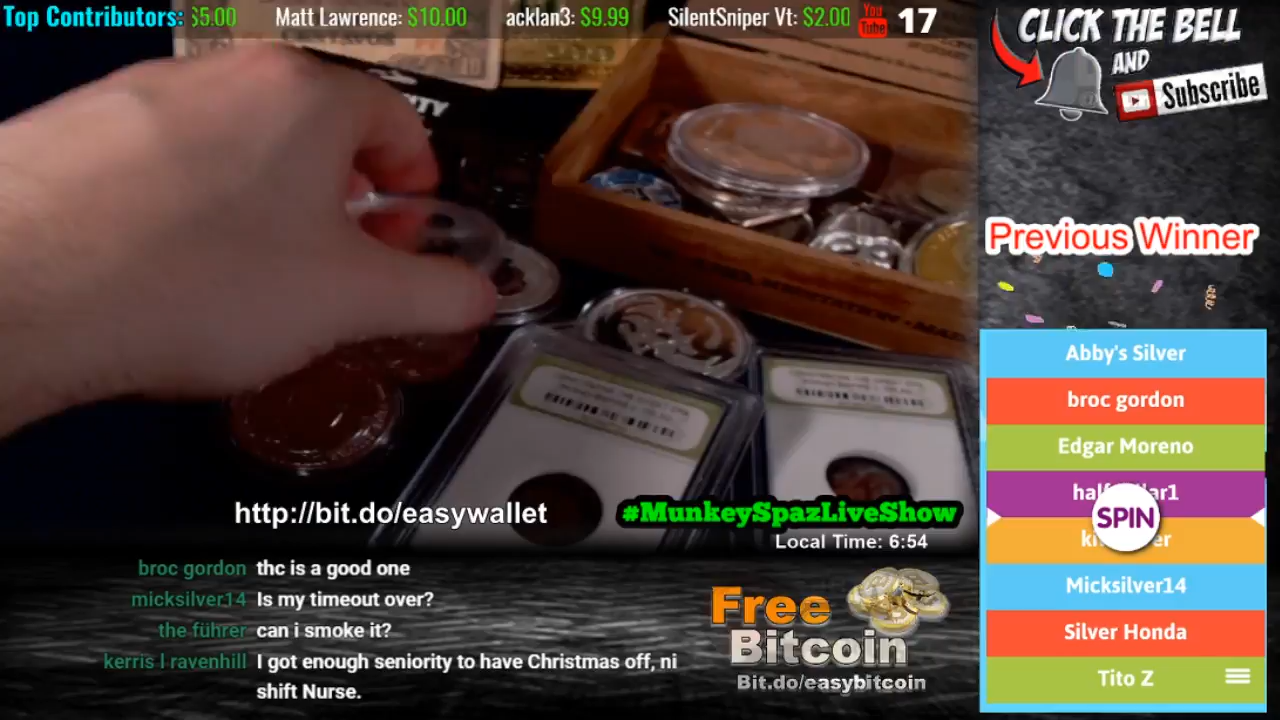 Top Contributors: $5.00 Matt Lawrence: $10.00 acklan3: $9.99 SilentSniper Vt: $2.00 You Tube 17
CLICK THE BELL
AND
Subscribe
Previous Winner
Abby's Silver
broc gordon
Edgar Moreno
SPIN
Micksilver14
Silver Honda
Tito Z
http://bit.do/easywallet
#MunkeySpazLiveShow
Local Time: 6:54
broc gordon thc is a good one
micksilver14 Is my timeout over?
the führer can i smoke it?
kerris l ravenhill I got enough seniority to have Christmas off, ni
shift Nurse.
Free
Bitcoin
Bit.do/easybitcoin